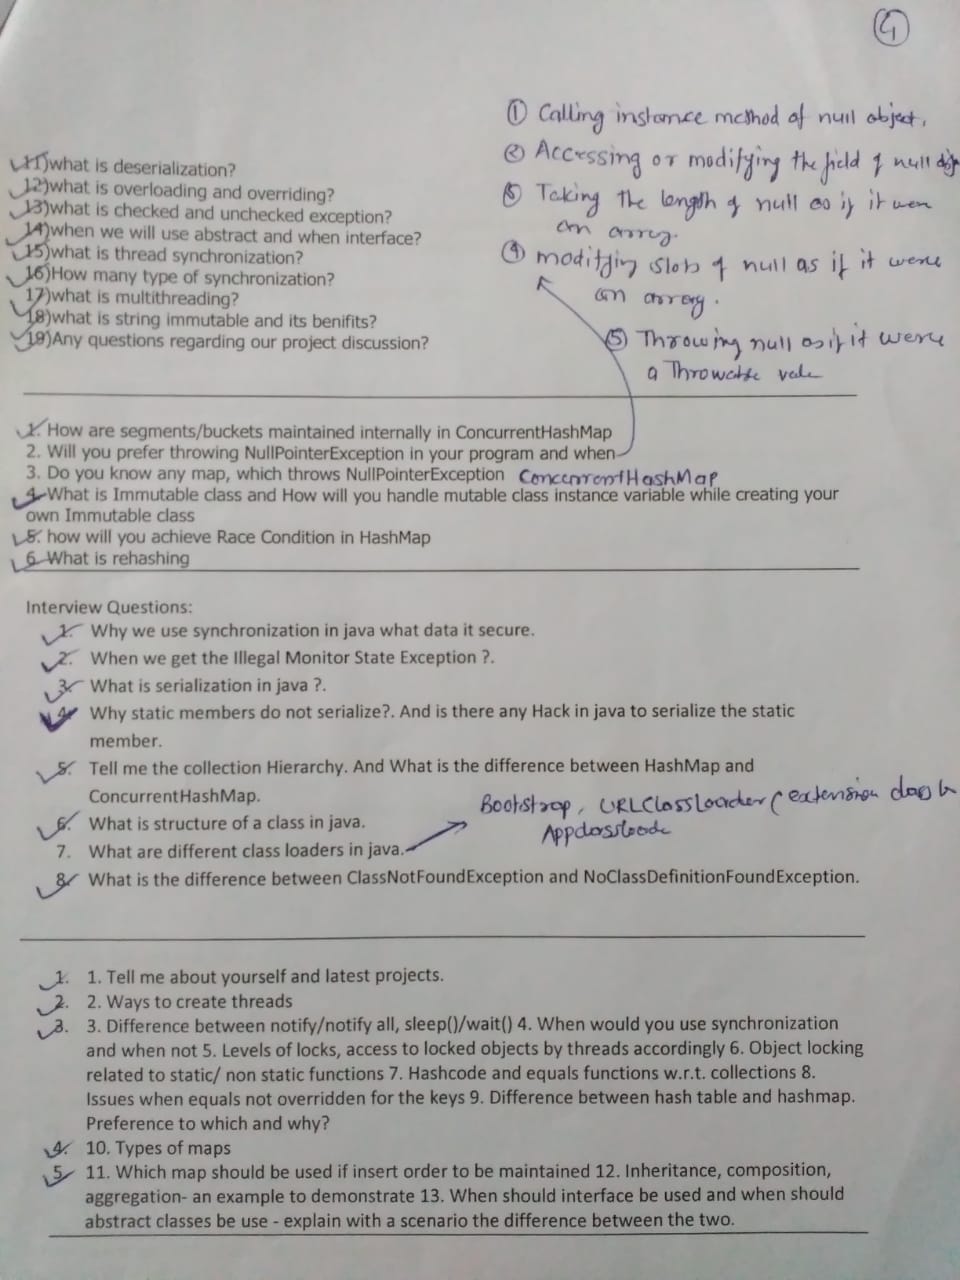 4
① Calling instance method of null object.
② Accessing or modifying the field of null obj
③ Taking the length of null as if it were
an array.
④ modifying slots of null as if it were
an array.
⑤ Throwing null as if it were
a Throwable value
11)what is deserialization?
12)what is overloading and overriding?
13)what is checked and unchecked exception?
14)when we will use abstract and when interface?
15)what is thread synchronization?
16)How many type of synchronization?
17)what is multithreading?
18)what is string immutable and its benifits?
19)Any questions regarding our project discussion?
1. How are segments/buckets maintained internally in ConcurrentHashMap
2. Will you prefer throwing NullPointerException in your program and when
3. Do you know any map, which throws NullPointerException ConcurrentHashMap
4. What is Immutable class and How will you handle mutable class instance variable while creating your
own Immutable class
5. how will you achieve Race Condition in HashMap
6. What is rehashing
Interview Questions:
1. Why we use synchronization in java what data it secure.
2. When we get the Illegal Monitor State Exception ?.
3. What is serialization in java ?.
4. Why static members do not serialize?. And is there any Hack in java to serialize the static
member.
5. Tell me the collection Hierarchy. And What is the difference between HashMap and
ConcurrentHashMap.
Bootstrap, URLClassLoader (extension class
Appclassloade
6. What is structure of a class in java.
7. What are different class loaders in java.
8. What is the difference between ClassNotFoundException and NoClassDefinitionFoundException.
1. 1. Tell me about yourself and latest projects.
2. 2. Ways to create threads
3. 3. Difference between notify/notify all, sleep()/wait() 4. When would you use synchronization
and when not 5. Levels of locks, access to locked objects by threads accordingly 6. Object locking
related to static/ non static functions 7. Hashcode and equals functions w.r.t. collections 8.
Issues when equals not overridden for the keys 9. Difference between hash table and hashmap.
Preference to which and why?
4. 10. Types of maps
5. 11. Which map should be used if insert order to be maintained 12. Inheritance, composition,
aggregation- an example to demonstrate 13. When should interface be used and when should
abstract classes be use - explain with a scenario the difference between the two.